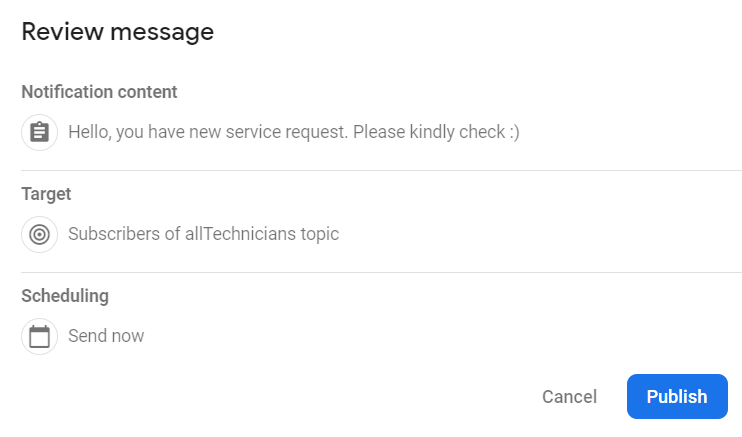 Review message
Notification content
Hello, you have new service request. Please kindly check :)
Target
Subscribers of allTechnicians topic
Scheduling
Send now
Cancel
Publish